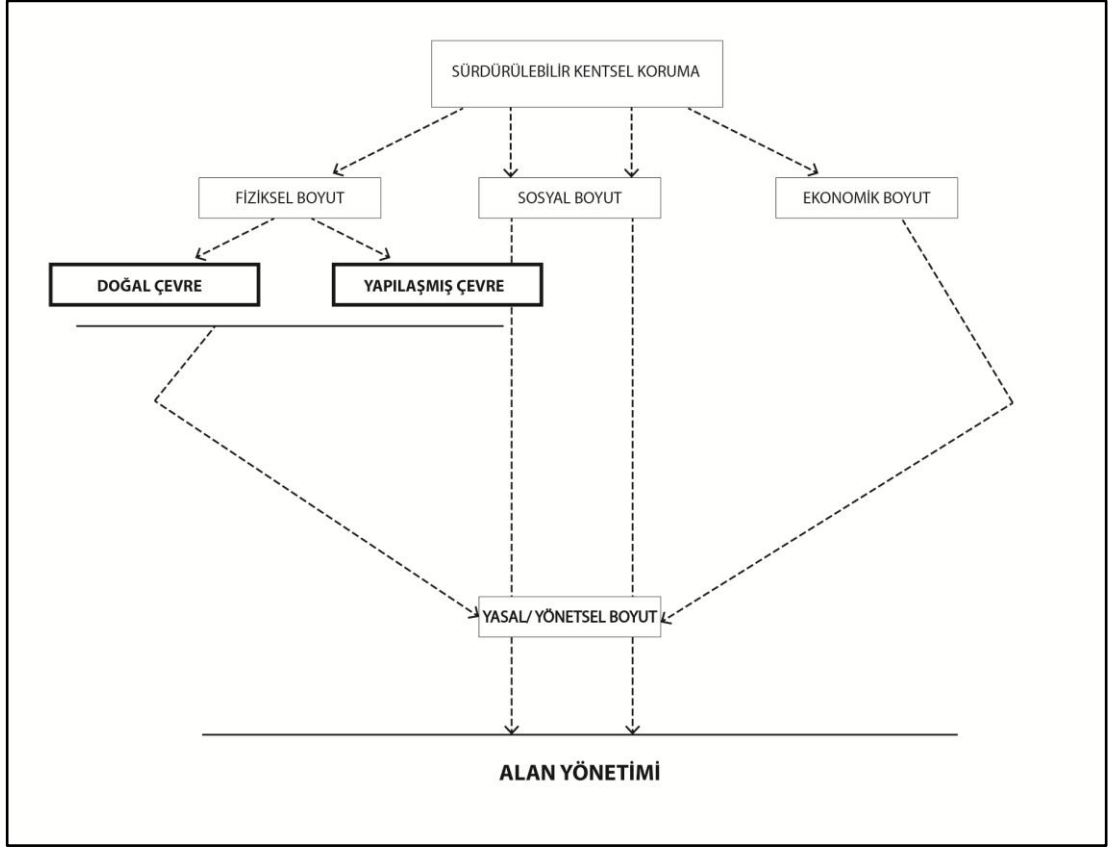 SÜRDÜRÜLEBİLİR KENTSEL KORUMA
FİZİKSEL BOYUT
SOSYAL BOYUT
EKONOMİK BOYUT
DOĞAL ÇEVRE
YAPILAŞMIŞ ÇEVRE
YASAL/ YÖNETSEL BOYUT
ALAN YÖNETİMİ